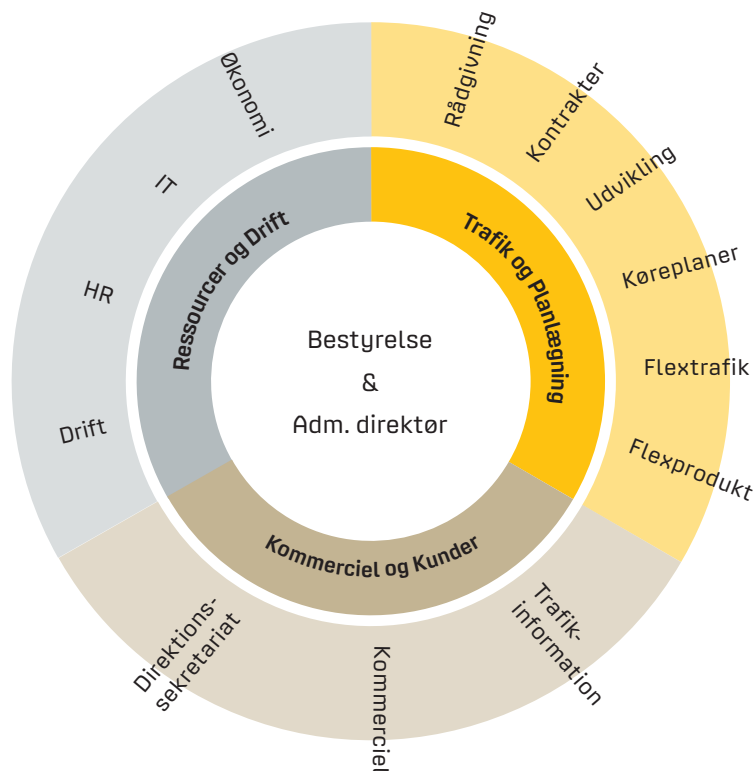 Bestyrelse
&
Adm. direktør
Trafik og Planlægning
Rådgivning
Kontrakter
Udvikling
Køreplaner
Flextrafik
Flexprodukt
Kommerciel og Kunder
Trafik-
information
Kommerciel
Direktions-
sekretariat
Ressourcer og Drift
Drift
HR
IT
Økonomi